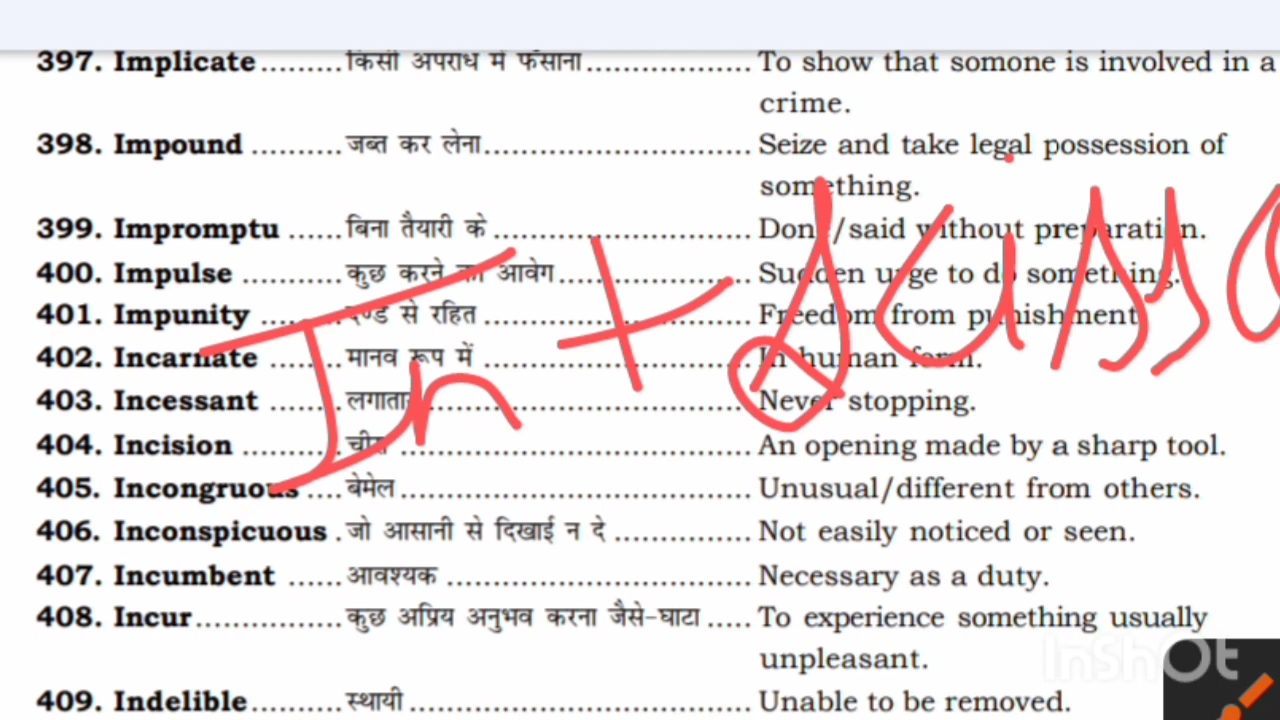 397. Implicate.........किसी अपराध में फँसाना.................... To show that somone is involved in a
crime.
398. Impound ..........जब्त कर लेना................................. Seize and take legal possession of
something.
399. Impromptu ......बिना तैयारी के ................................ Done/said without preparation.
400. Impulse ...........कुछ करने का आवेग........................ Sudden urge to do something.
401. Impunity .........दण्ड से रहित ................................. Freedom from punishment
402. Incarnate .........मानव रूप में ................................. In human form.
403. Incessant ........लगातार........................................ Never stopping.
404. Incision ...........चीरा .......................................... An opening made by a sharp tool.
405. Incongruous ....बेमेल.......................................... Unusual/different from others.
406. Inconspicuous .जो आसानी से दिखाई न दे ................ Not easily noticed or seen.
407. Incumbent ......आवश्यक ..................................... Necessary as a duty.
408. Incur................कुछ अप्रिय अनुभव करना जैसे-घाटा ..... To experience something usually
unpleasant.
409. Indelible..........स्थायी ......................................... Unable to be removed.
In +
InShOt